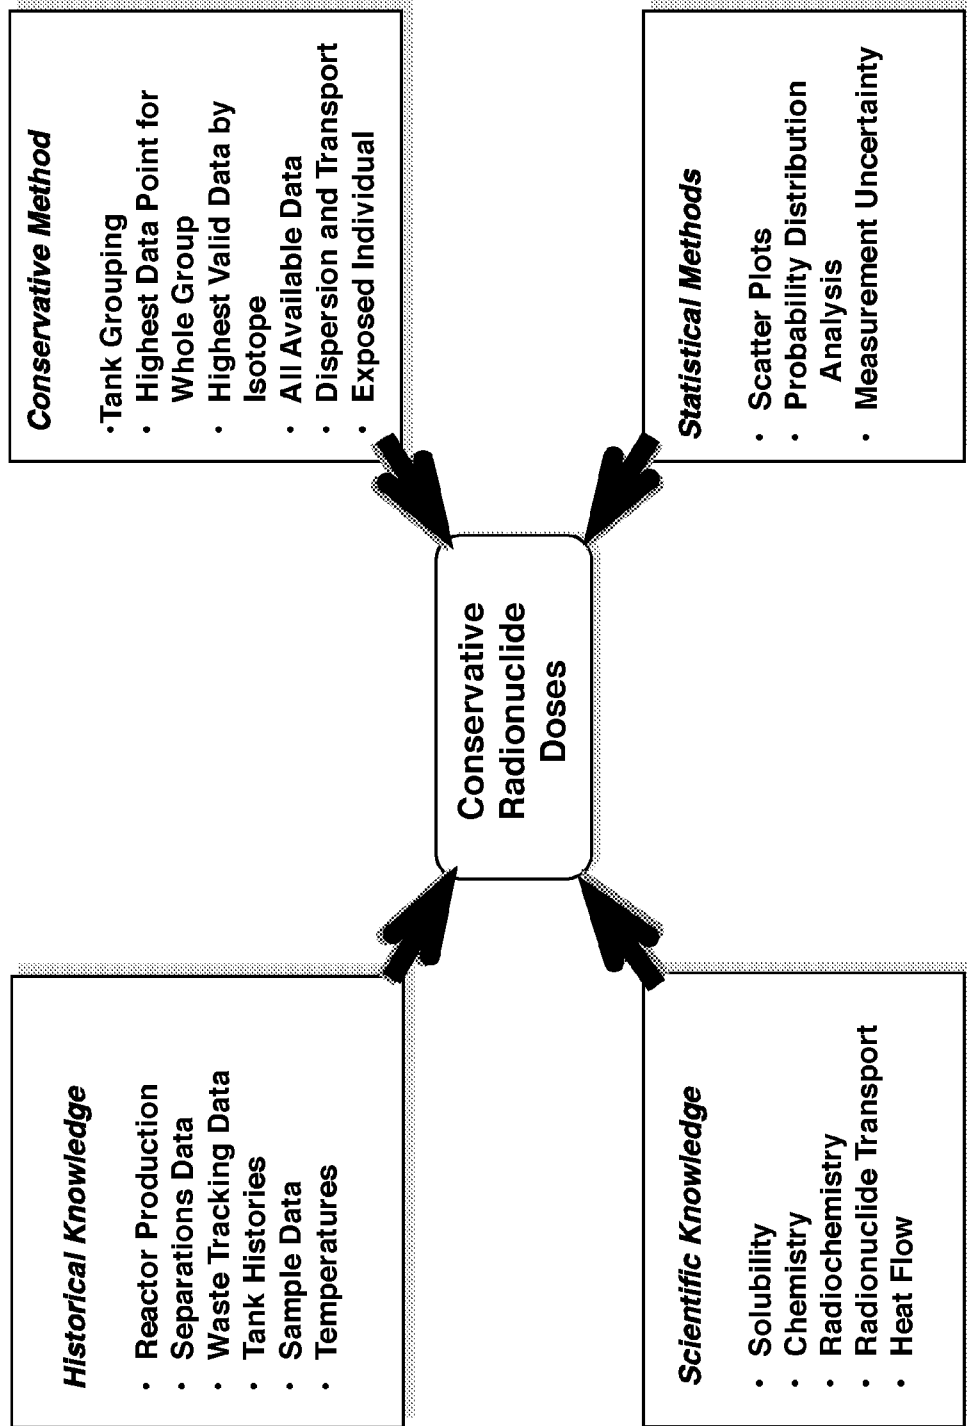 Historical Knowledge
• Reactor Production
• Separations Data
• Waste Tracking Data
• Tank Histories
• Sample Data
• Temperatures
Conservative Method
•Tank Grouping
• Highest Data Point for
Whole Group
• Highest Valid Data by
Isotope
• All Available Data
• Dispersion and Transport
• Exposed Individual
Conservative
Radionuclide
Doses
Scientific Knowledge
• Solubility
• Chemistry
• Radiochemistry
• Radionuclide Transport
• Heat Flow
Statistical Methods
• Scatter Plots
• Probability Distribution
Analysis
• Measurement Uncertainty